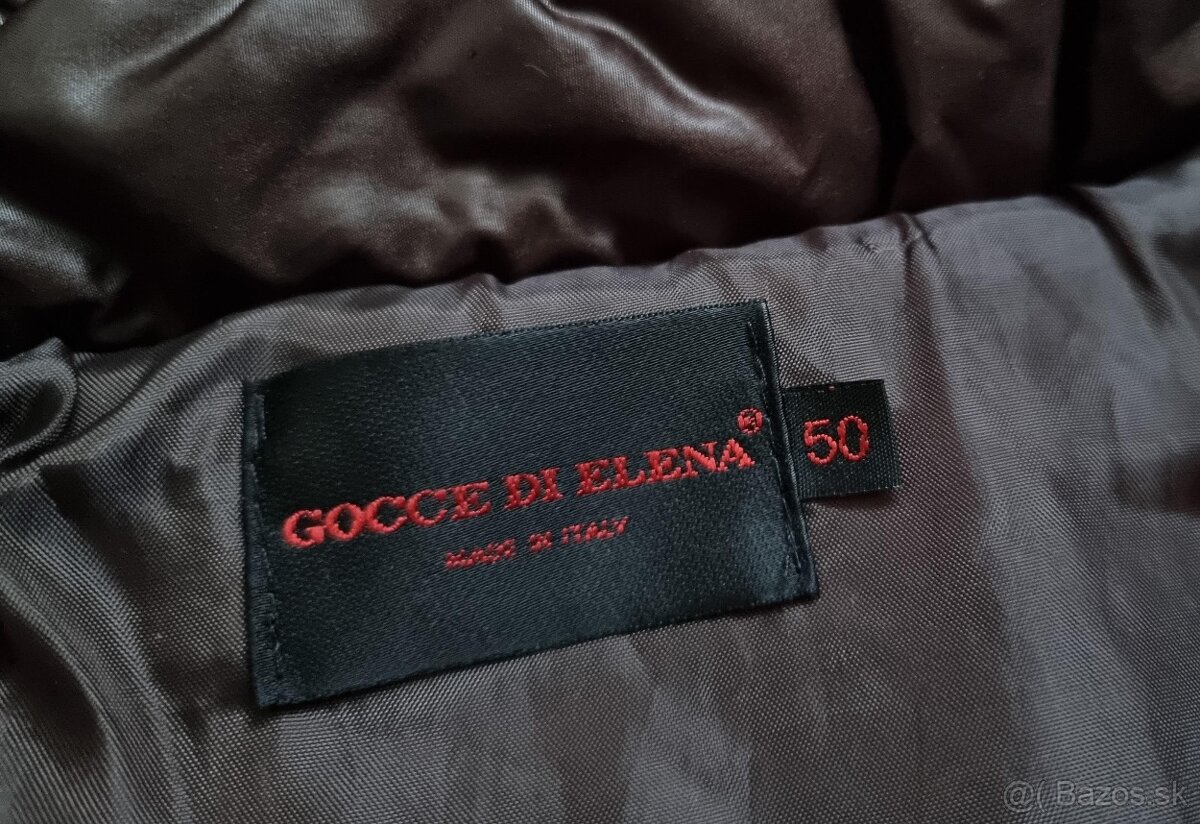 GOCCE DI ELENA®
MADE IN ITALY
50
@( Bazos.sk